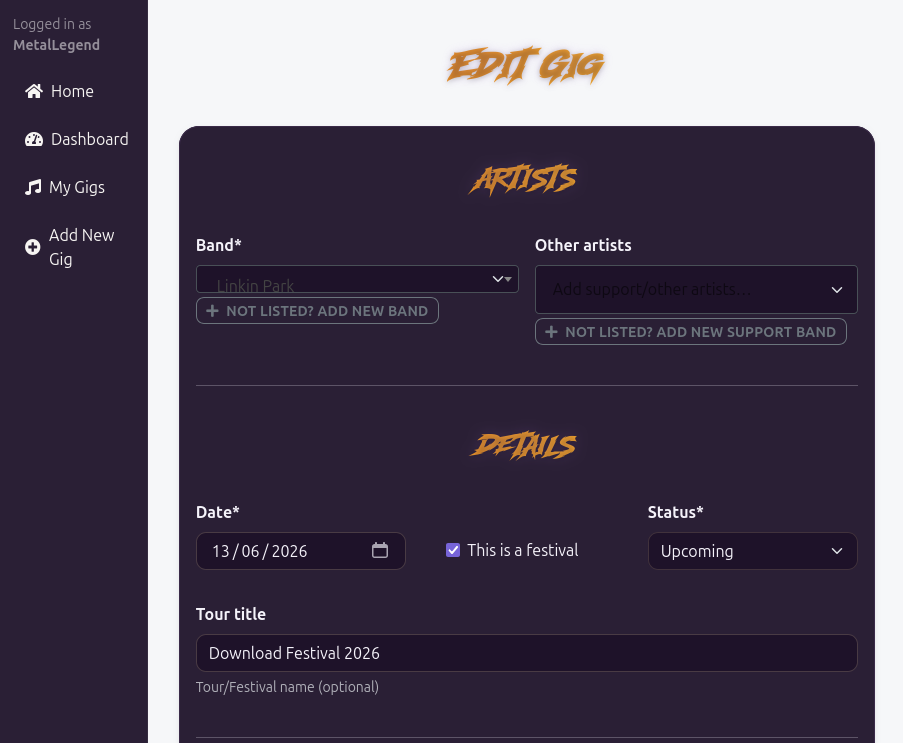 Logged in as
MetalLegend
Home
Dashboard
My Gigs
Add New
Gig
Edit Gig
Artists
Band*
Linkin Park
NOT LISTED? ADD NEW BAND
Other artists
Add support/other artists...
NOT LISTED? ADD NEW SUPPORT BAND
Details
Date*
13 / 06 / 2026
This is a festival
Status*
Upcoming
Tour title
Download Festival 2026
Tour/Festival name (optional)